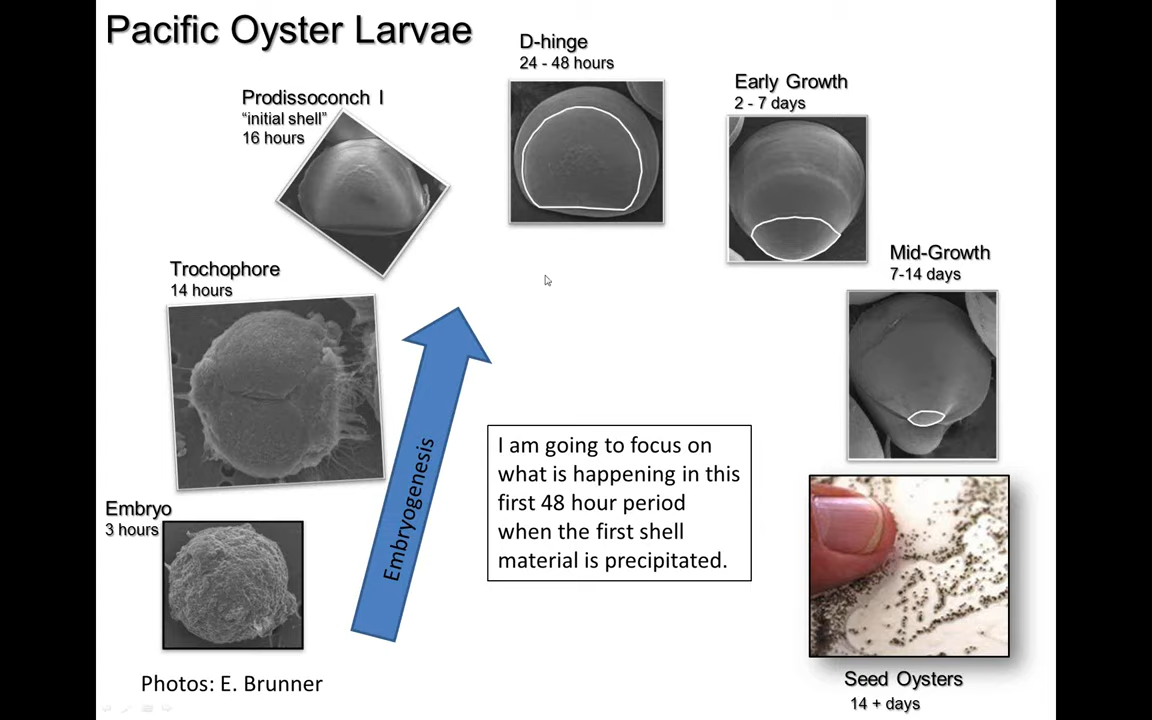 Pacific Oyster Larvae
D-hinge
24 - 48 hours
Early Growth
2 - 7 days
Prodissoconch I
“initial shell”
16 hours
Mid-Growth
7-14 days
Trochophore
14 hours
I am going to focus on
what is happening in this
first 48 hour period
when the first shell
material is precipitated.
Embryogenesis
Embryo
3 hours
Seed Oysters
14 + days
Photos: E. Brunner